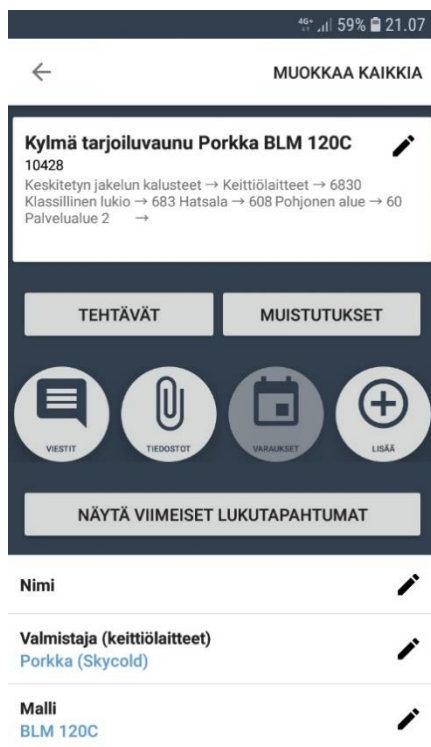 4G+ 59% 21.07
MUOKKAA KAIKKIA
Kylmä tarjoiluvaunu Porkka BLM 120C
10428
Keskitetyn jakelun kalusteet → Keittiölaitteet → 6830
Klassillinen lukio → 683 Hatsala → 608 Pohjonen alue → 60
Palvelualue 2 →
TEHTÄVÄT MUISTUTUKSET
VIESTIT TIEDOSTOT VARAUKSET LISÄÄ
NÄYTÄ VIIMEISET LUKUTAPAHTUMAT
Nimi
Valmistaja (keittiölaitteet)
Porkka (Skycold)
Malli
BLM 120C